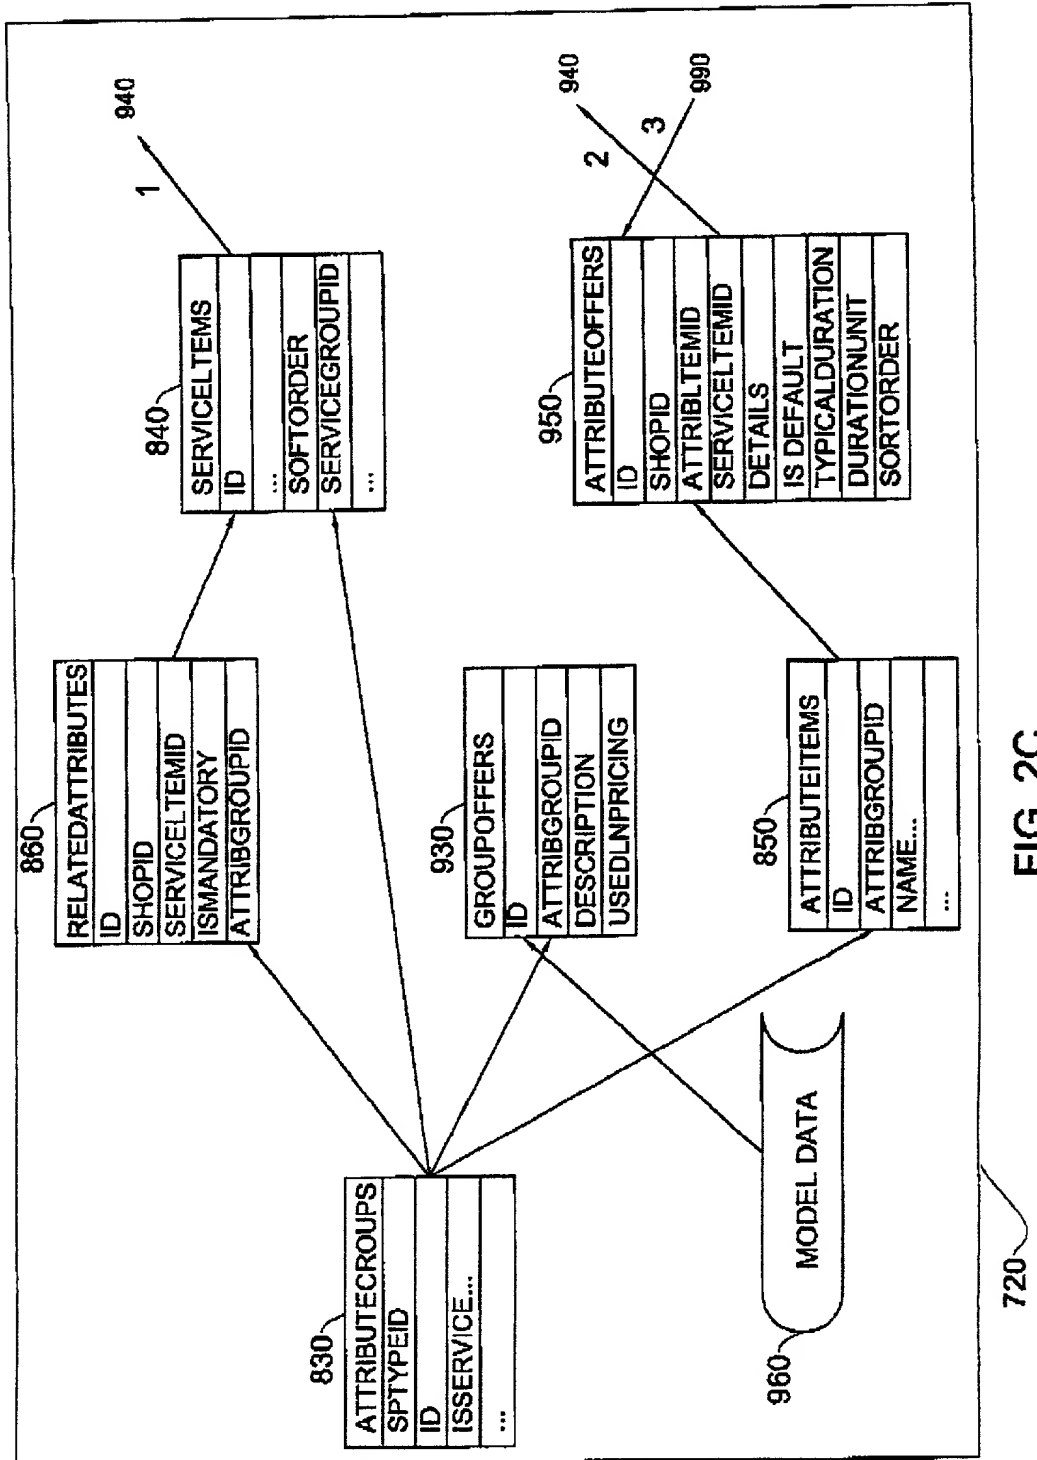 830
ATTRIBUTECROUPS
SPTYPEID
ID
ISSERVICE...
...
860
RELATEDATTRIBUTES
ID
SHOPID
SERVICELTEMID
ISMANDATORY
ATTRIBGROUPID
840
SERVICELTEMS
ID
...
SOFTORDER
SERVICEGROUPID
...
1
940
930
GROUPOFFERS
ID
ATTRIBGROUPID
DESCRIPTION
USEDLNPRICING
950
ATTRIBUTEOFFERS
ID
SHOPID
ATTRIBLTEMID
SERVICELTEMID
DETAILS
IS DEFAULT
TYPICALDURATION
DURATIONUNIT
SORTORDER
2
940
3
990
960
MODEL DATA
850
ATTRIBUTEITEMS
ID
ATTRIBGROUPID
NAME...
...
720
FIG. 2C